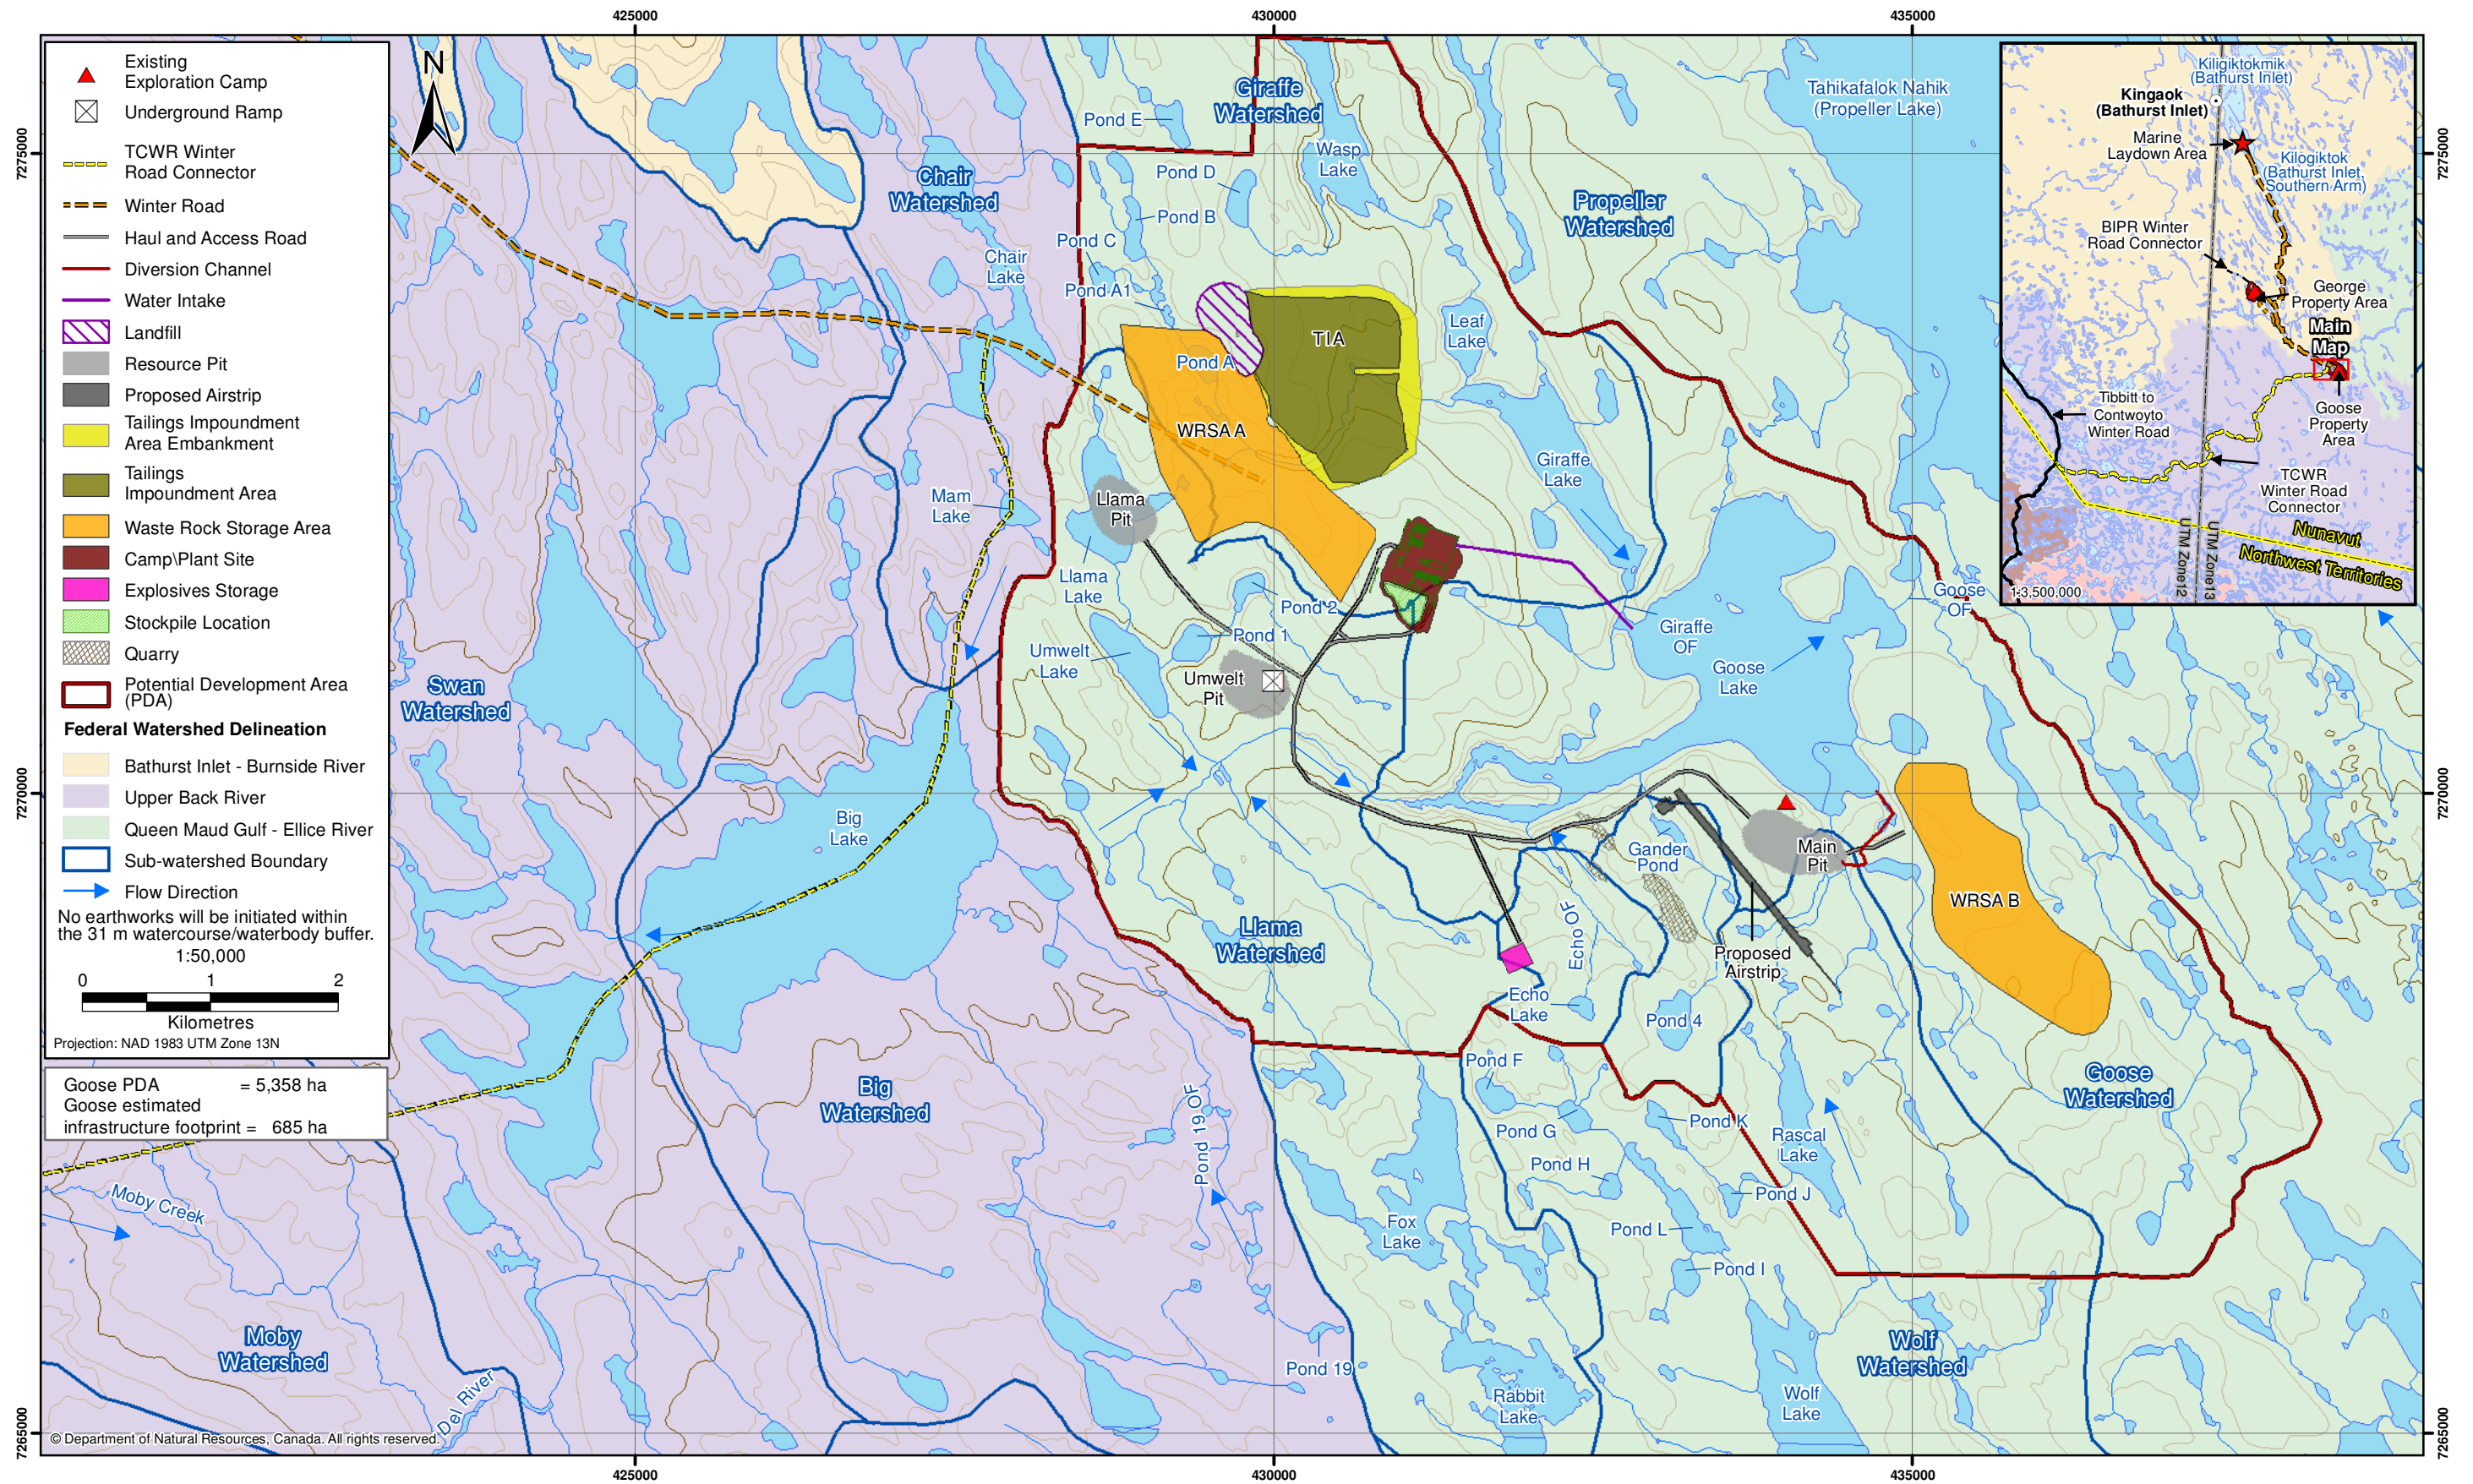 425000
430000
435000
7275000
7270000
7265000
7275000
7270000
7265000
425000
430000
435000
Existing
Exploration Camp
Underground Ramp
TCWR Winter
Road Connector
Winter Road
Haul and Access Road
Diversion Channel
Water Intake
Landfill
Resource Pit
Proposed Airstrip
Tailings Impoundment
Area Embankment
Tailings
Impoundment Area
Waste Rock Storage Area
Camp\Plant Site
Explosives Storage
Stockpile Location
Quarry
Potential Development Area
(PDA)
Federal Watershed Delineation
Bathurst Inlet - Burnside River
Upper Back River
Queen Maud Gulf - Ellice River
Sub-watershed Boundary
Flow Direction
No earthworks will be initiated within
the 31 m watercourse/waterbody buffer.
1:50,000
0 1 2
Kilometres
Projection: NAD 1983 UTM Zone 13N
Goose PDA = 5,358 ha
Goose estimated
infrastructure footprint = 685 ha
N
Chair
Watershed
Giraffe
Watershed
Propeller
Watershed
Tahikafalok Nahik
(Propeller Lake)
Pond E
Pond D
Pond B
Pond C
Pond A1
Wasp
Lake
Chair
Lake
Leaf
Lake
TIA
Pond A
WRSA A
Giraffe
Lake
Mam
Lake
Llama
Pit
Llama
Lake
Pond 2
Pond 1
Umwelt
Lake
Umwelt
Pit
Giraffe
OF
Goose
OF
Goose
Lake
Swan
Watershed
Big
Lake
Gander
Pond
Main
Pit
WRSA B
Llama
Watershed
Echo OF
Proposed
Airstrip
Echo
Lake
Pond 4
Pond F
Pond G
Pond K
Pond H
Rascal
Lake
Pond J
Pond L
Pond I
Goose
Watershed
Big
Watershed
Pond 19 OF
Fox
Lake
Moby Creek
Moby
Watershed
Del River
Pond 19
Rabbit
Lake
Wolf
Lake
Wolf
Watershed
© Department of Natural Resources, Canada. All rights reserved.
Kiligiktokmik
(Bathurst Inlet)
Kingaok
(Bathurst Inlet)
Marine
Laydown Area
Kilogiktok
(Bathurst Inlet,
Southern Arm)
BIPR Winter
Road Connector
George
Property Area
Main
Map
Tibbitt to
Contwoyto
Winter Road
Goose
Property
Area
TCWR
Winter Road
Connector
Nunavut
Northwest Territories
UTM Zone12
UTM Zone13
1:3,500,000